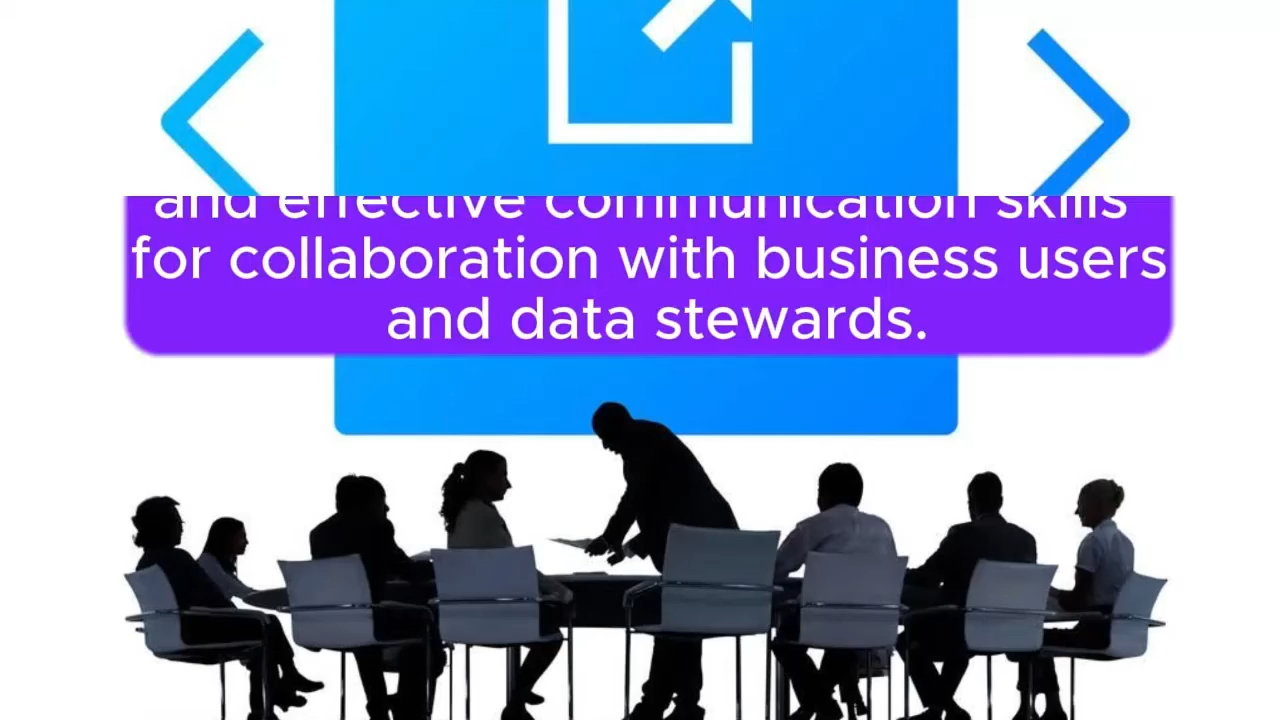 and effective communication skills
for collaboration with business users
and data stewards.